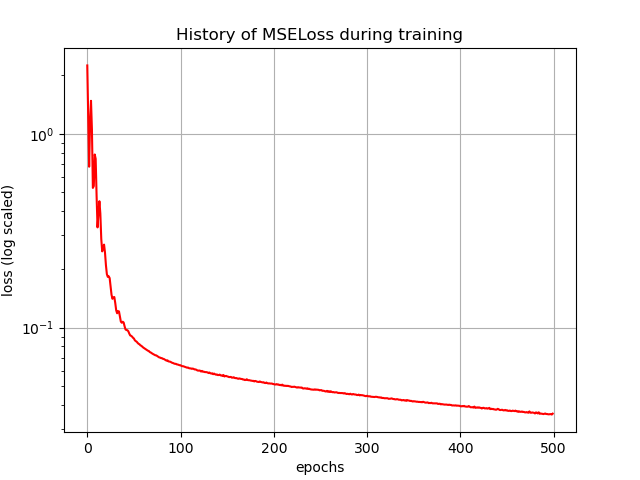 History of MSELoss during training
loss (log scaled)
10⁰
10⁻¹
0 100 200 300 400 500
epochs